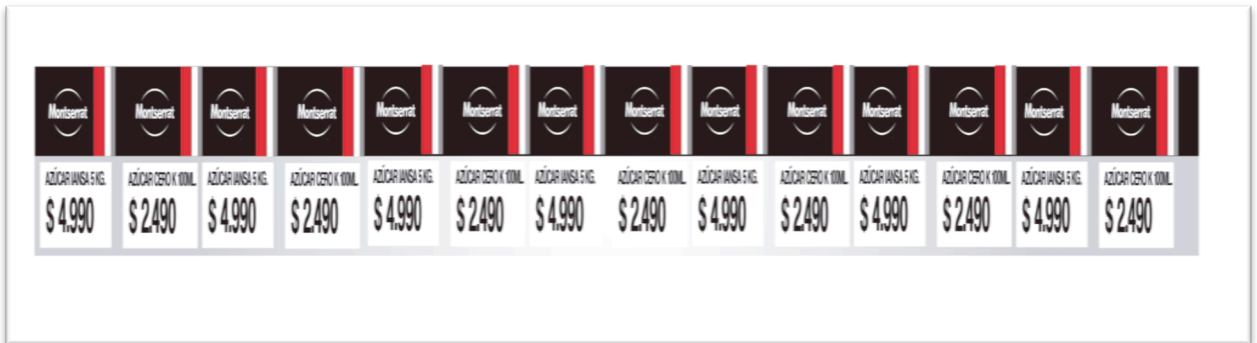 Montserrat Montserrat Montserrat Montserrat Montserrat Montserrat Montserrat Montserrat Montserrat Montserrat Montserrat Montserrat Montserrat Montserrat
AZÚCAR IANSA 5 KG. AZÚCAR CERO K 100ML. AZÚCAR IANSA 5 KG. AZÚCAR CERO K 100ML. AZÚCAR IANSA 5 KG. AZÚCAR CERO K 100ML. AZÚCAR IANSA 5 KG. AZÚCAR CERO K 100ML. AZÚCAR IANSA 5 KG. AZÚCAR CERO K 100ML. AZÚCAR IANSA 5 KG. AZÚCAR CERO K 100ML. AZÚCAR IANSA 5 KG. AZÚCAR CERO K 100ML.
$ 4.990 $ 2.490 $ 4.990 $ 2.490 $ 4.990 $ 2.490 $ 4.990 $ 2.490 $ 4.990 $ 2.490 $ 4.990 $ 2.490 $ 4.990 $ 2.490